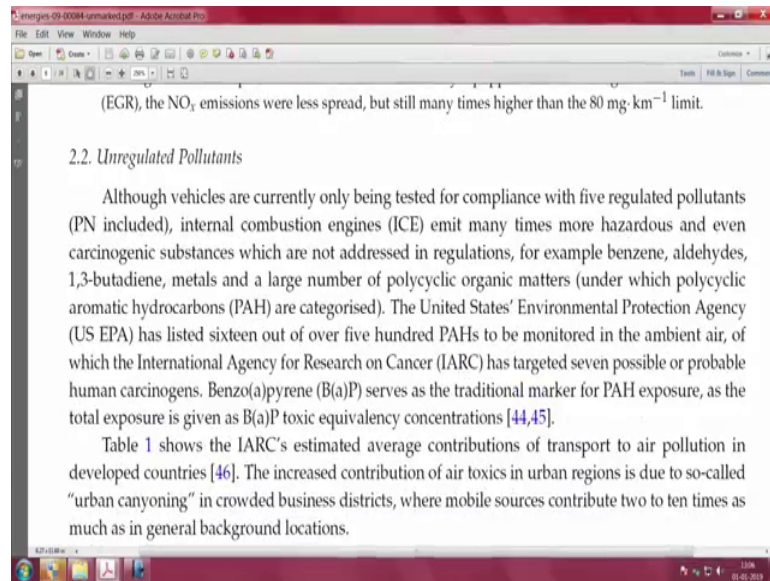 energies-09-00084-unmarked.pdf - Adobe Acrobat Pro
File Edit View Window Help
Open Create Customize
Tools Fill & Sign Comment
(EGR), the NOx emissions were less spread, but still many times higher than the 80 mg·km−1 limit.
2.2. Unregulated Pollutants
Although vehicles are currently only being tested for compliance with five regulated pollutants
(PN included), internal combustion engines (ICE) emit many times more hazardous and even
carcinogenic substances which are not addressed in regulations, for example benzene, aldehydes,
1,3-butadiene, metals and a large number of polycyclic organic matters (under which polycyclic
aromatic hydrocarbons (PAH) are categorised). The United States' Environmental Protection Agency
(US EPA) has listed sixteen out of over five hundred PAHs to be monitored in the ambient air, of
which the International Agency for Research on Cancer (IARC) has targeted seven possible or probable
human carcinogens. Benzo(a)pyrene (B(a)P) serves as the traditional marker for PAH exposure, as the
total exposure is given as B(a)P toxic equivalency concentrations [44,45].
Table 1 shows the IARC's estimated average contributions of transport to air pollution in
developed countries [46]. The increased contribution of air toxics in urban regions is due to so-called
"urban canyoning" in crowded business districts, where mobile sources contribute two to ten times as
much as in general background locations.
13:06
01-01-2019